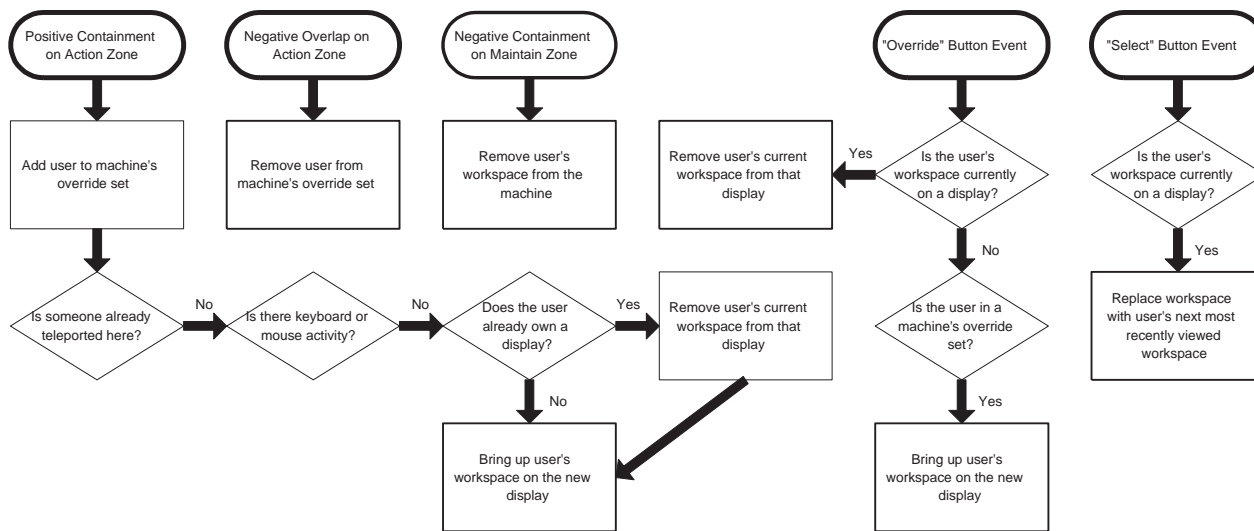 Positive Containment
on Action Zone
Negative Overlap on
Action Zone
Negative Containment
on Maintain Zone
"Override" Button Event
"Select" Button Event
Add user to machine's
override set
Remove user from
machine's override set
Remove user's
workspace from the
machine
Remove user's current
workspace from that
display
Yes
Is the user's
workspace currently
on a display?
Is the user's
workspace currently
on a display?
No
Yes
Is someone already
teleported here?
No
Is there keyboard or
mouse activity?
No
Does the user
already own a
display?
Yes
Remove user's current
workspace from that
display
Is the user in a
machine's override
set?
Replace workspace
with user's next most
recently viewed
workspace
No
Yes
Bring up user's
workspace on the new
display
Bring up user's
workspace on the new
display